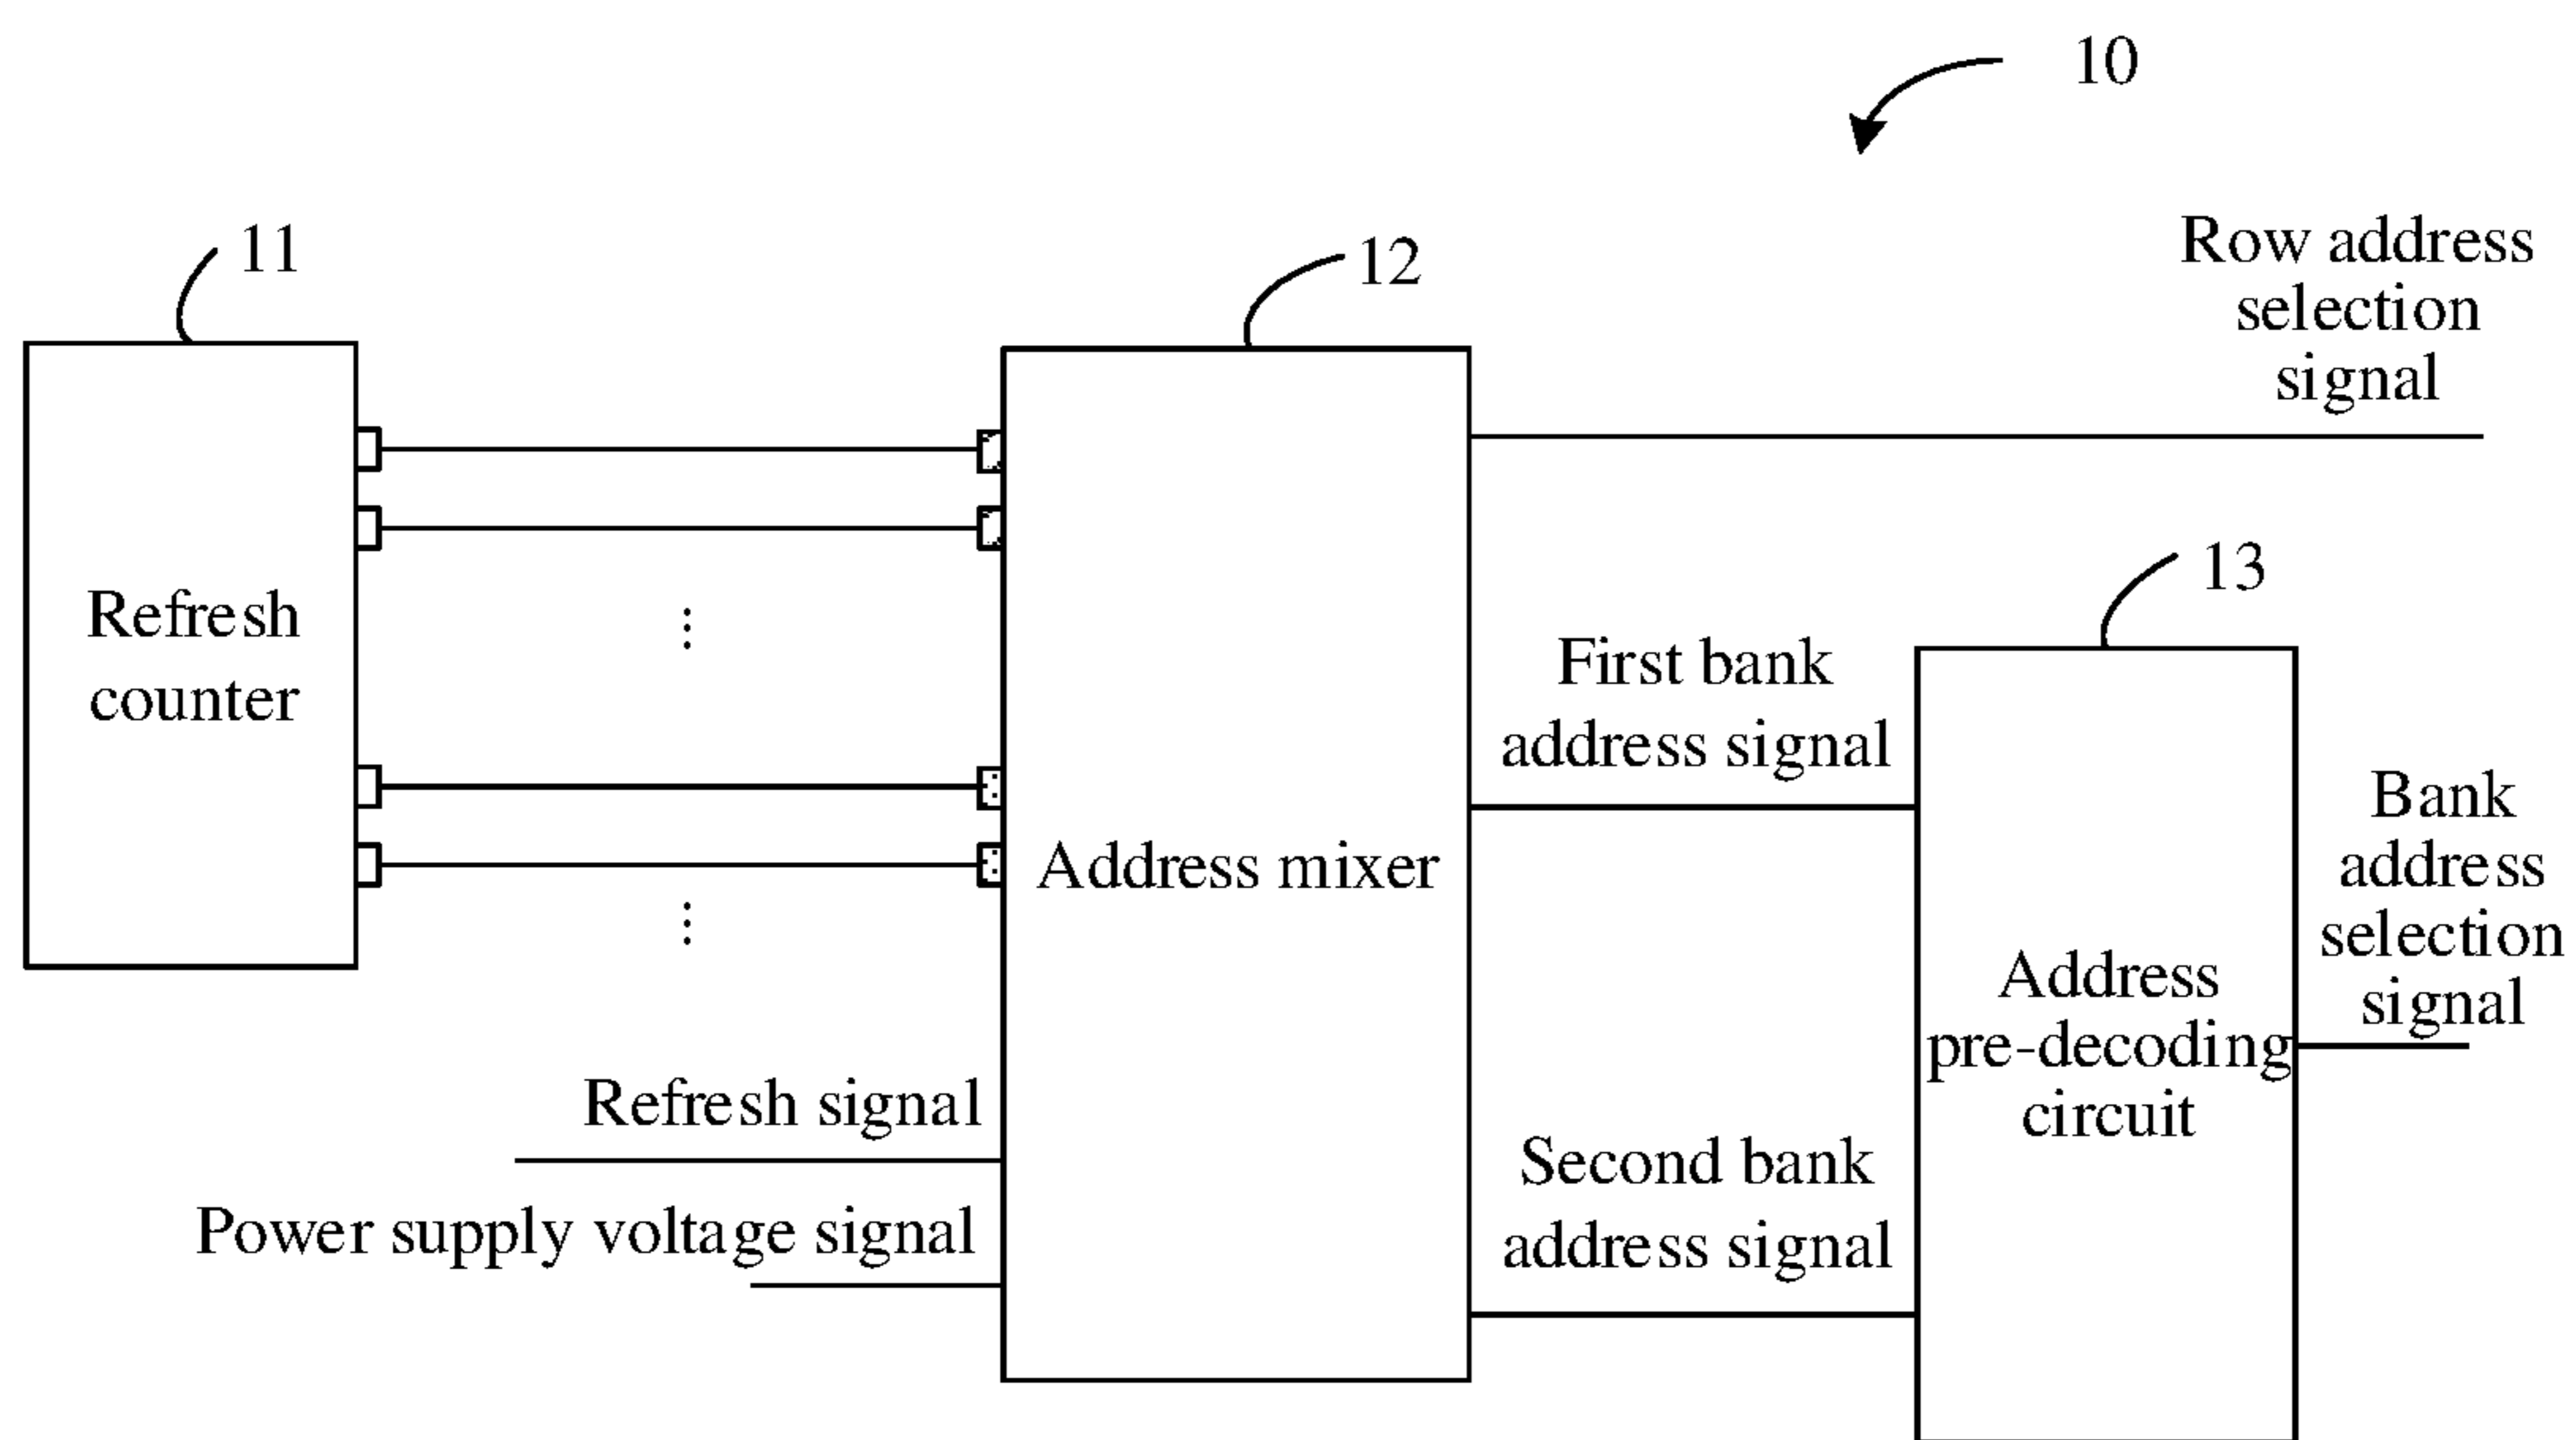 10
11
12
Row address
selection
signal
13
Refresh
counter
First bank
address signal
Address mixer
Bank
address
selection
signal
Address
pre-decoding
circuit
Refresh signal
Power supply voltage signal
Second bank
address signal